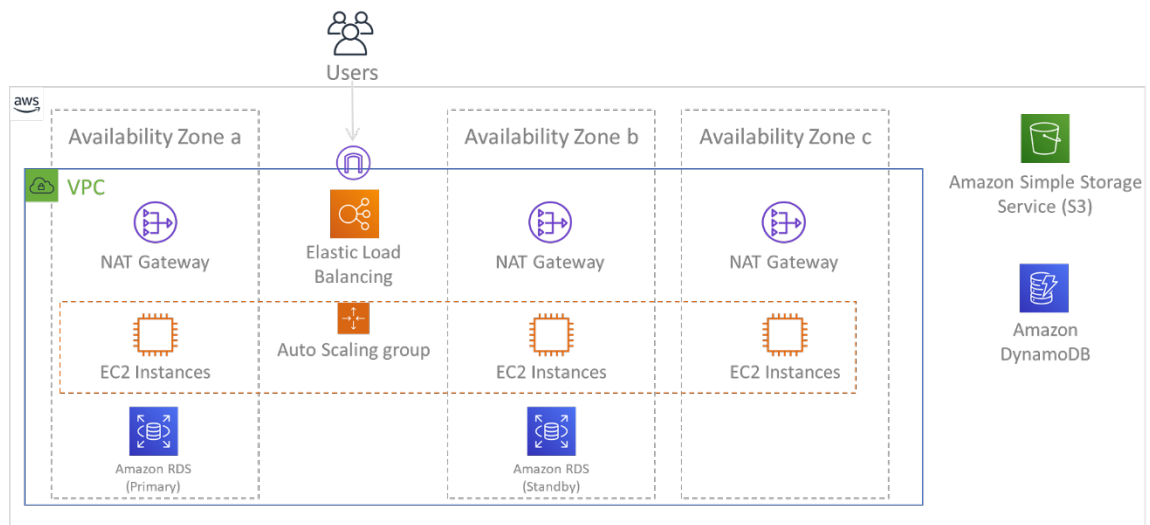 Users
aws
Availability Zone a
Availability Zone b
Availability Zone c
VPC
Amazon Simple Storage
Service (S3)
NAT Gateway
Elastic Load
Balancing
NAT Gateway
NAT Gateway
Amazon
DynamoDB
Auto Scaling group
EC2 Instances
EC2 Instances
EC2 Instances
Amazon RDS
(Primary)
Amazon RDS
(Standby)